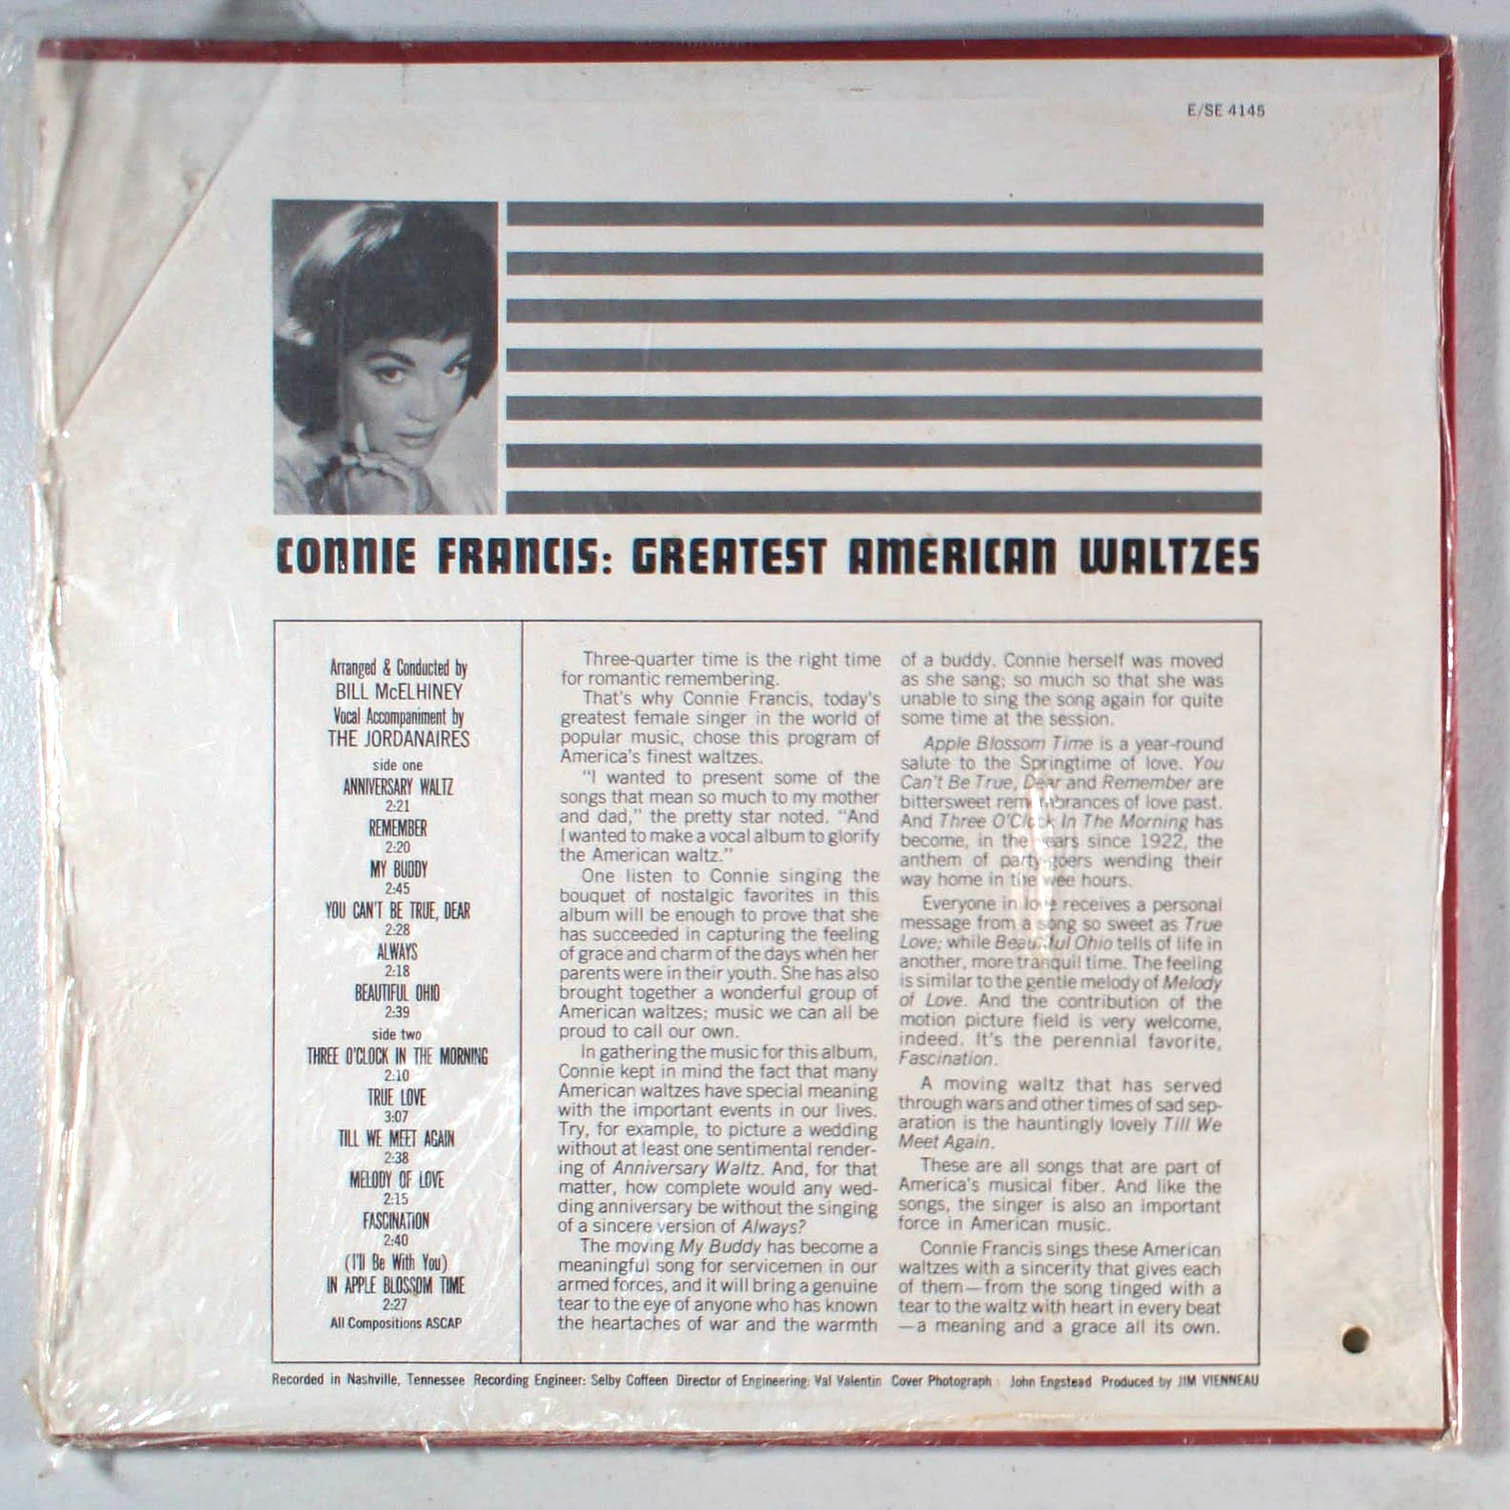 E/SE 4145
CONNIE FRANCIS: GREATEST AMERICAN WALTZES
Arranged & Conducted by
BILL McELHINEY
Vocal Accompaniment by
THE JORDANAIRES
side one
ANNIVERSARY WALTZ
2:21
REMEMBER
2:20
MY BUDDY
2:45
YOU CAN'T BE TRUE, DEAR
2:28
ALWAYS
2:18
BEAUTIFUL OHIO
2:39
side two
THREE O'CLOCK IN THE MORNING
2:10
TRUE LOVE
3:07
TILL WE MEET AGAIN
2:38
MELODY OF LOVE
2:15
FASCINATION
2:40
(I'll Be With You)
IN APPLE BLOSSOM TIME
2:27
All Compositions ASCAP
Three-quarter time is the right time
for romantic remembering.
That's why Connie Francis, today's
greatest female singer in the world of
popular music, chose this program of
America's finest waltzes.
"I wanted to present some of the
songs that mean so much to my mother
and dad," the pretty star noted. "And
I wanted to make a vocal album to glorify
the American waltz."
One listen to Connie singing the
bouquet of nostalgic favorites in this
album will be enough to prove that she
has succeeded in capturing the feeling
of grace and charm of the days when her
parents were in their youth. She has also
brought together a wonderful group of
American waltzes; music we can all be
proud to call our own.
In gathering the music for this album,
Connie kept in mind the fact that many
American waltzes have special meaning
with the important events in our lives.
Try, for example, to picture a wedding
without at least one sentimental render-
ing of Anniversary Waltz. And, for that
matter, how complete would any wed-
ding anniversary be without the singing
of a sincere version of Always?
The moving My Buddy has become a
meaningful song for servicemen in our
armed forces, and it will bring a genuine
tear to the eye of anyone who has known
the heartaches of war and the warmth
of a buddy. Connie herself was moved
as she sang; so much so that she was
unable to sing the song again for quite
some time at the session.
Apple Blossom Time is a year-round
salute to the Springtime of love. You
Can't Be True, Dear and Remember are
bittersweet remembrances of love past.
And Three O'Clock In The Morning has
become, in the years since 1922, the
anthem of party-goers wending their
way home in the wee hours.
Everyone in love receives a personal
message from a song so sweet as True
Love; while Beautiful Ohio tells of life in
another, more tranquil time. The feeling
is similar to the gentle melody of Melody
of Love. And the contribution of the
motion picture field is very welcome,
indeed. It's the perennial favorite,
Fascination.
A moving waltz that has served
through wars and other times of sad sep-
aration is the hauntingly lovely Till We
Meet Again.
These are all songs that are part of
America's musical fiber. And like the
songs, the singer is also an important
force in American music.
Connie Francis sings these American
waltzes with a sincerity that gives each
of them—from the song tinged with a
tear to the waltz with heart in every beat
—a meaning and a grace all its own.
Recorded in Nashville, Tennessee Recording Engineer: Selby Coffeen Director of Engineering: Val Valentin Cover Photograph: John Engstead Produced by JIM VIENNEAU